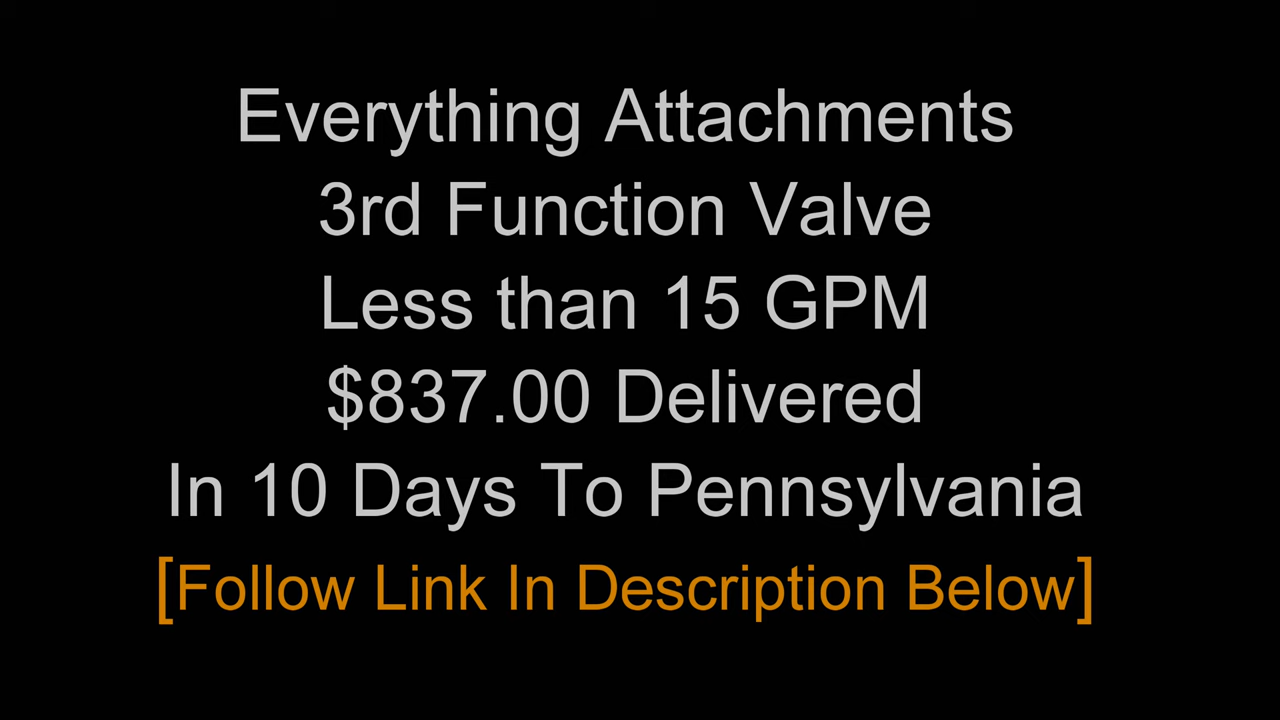 Everything Attachments
3rd Function Valve
Less than 15 GPM
$837.00 Delivered
In 10 Days To Pennsylvania
[Follow Link In Description Below]